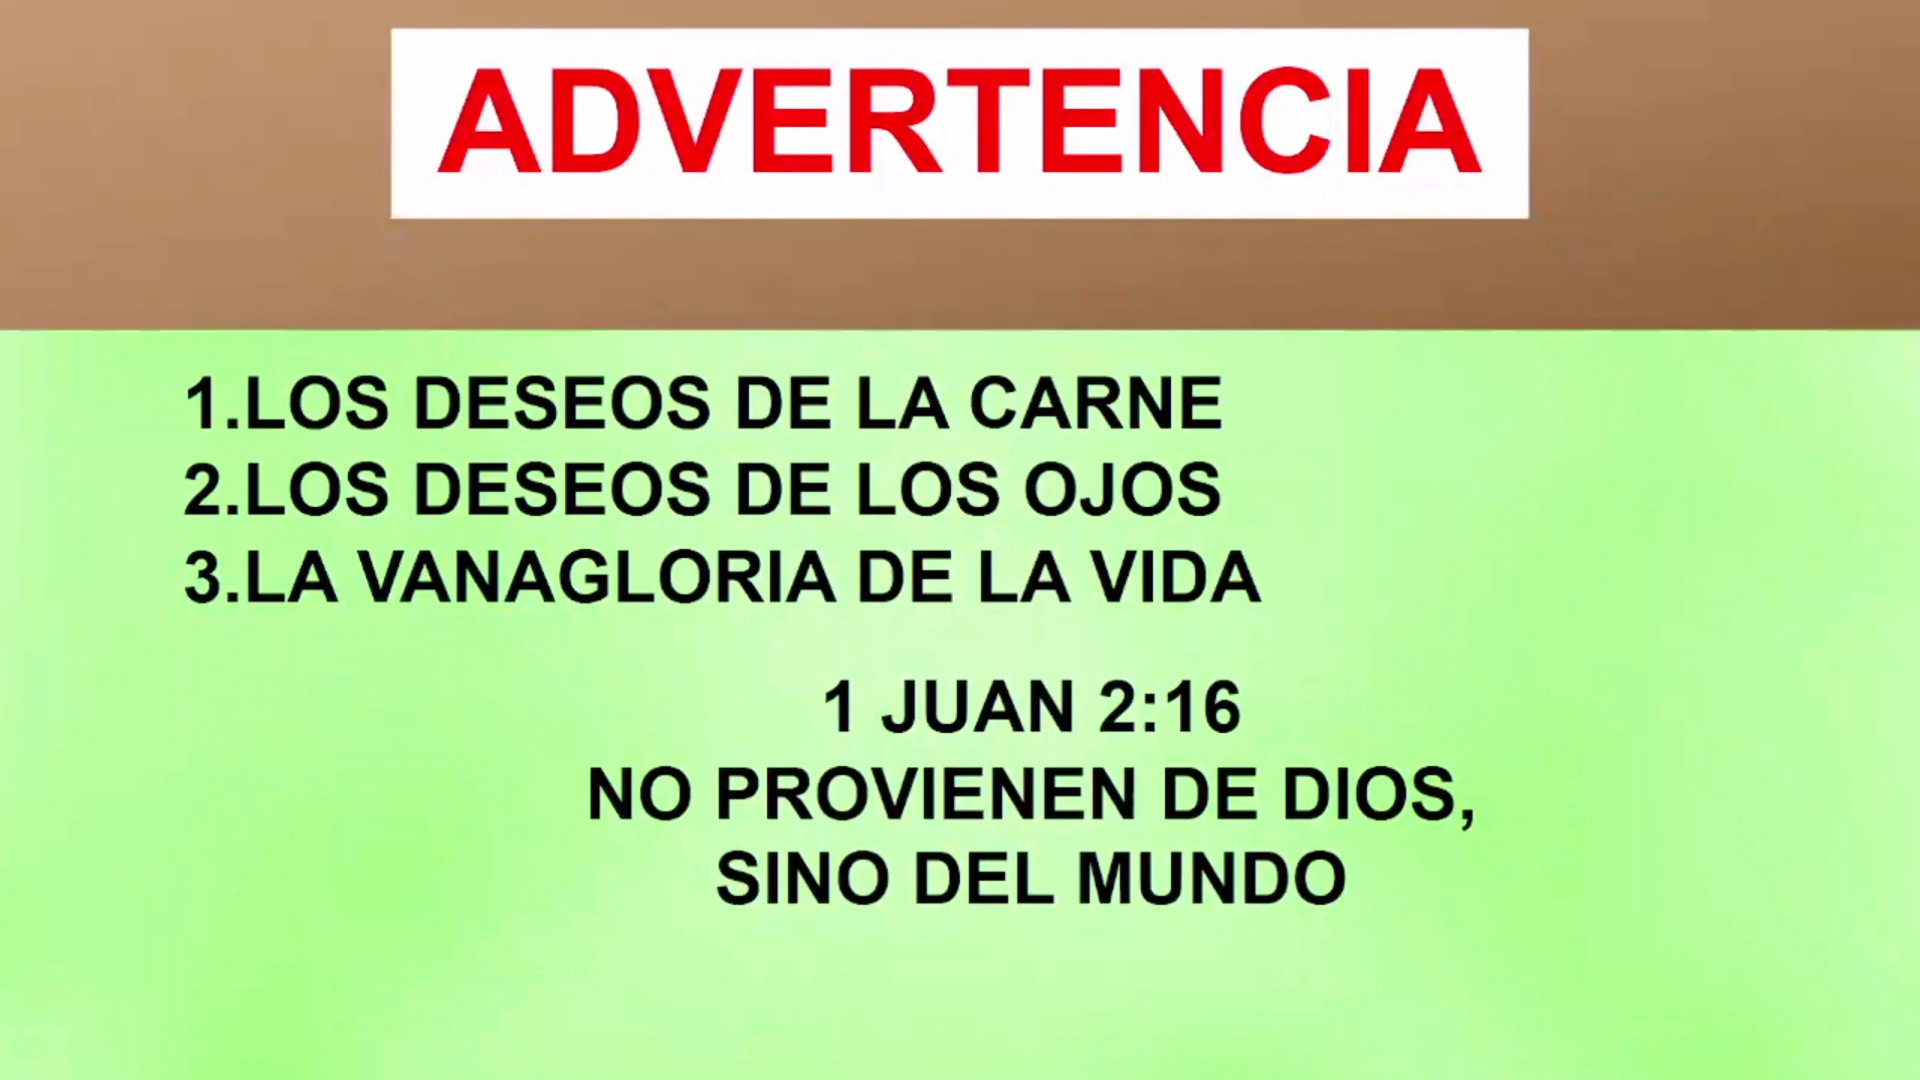 ADVERTENCIA
1.LOS DESEOS DE LA CARNE
2.LOS DESEOS DE LOS OJOS
3.LA VANAGLORIA DE LA VIDA
1 JUAN 2:16
NO PROVIENEN DE DIOS,
SINO DEL MUNDO